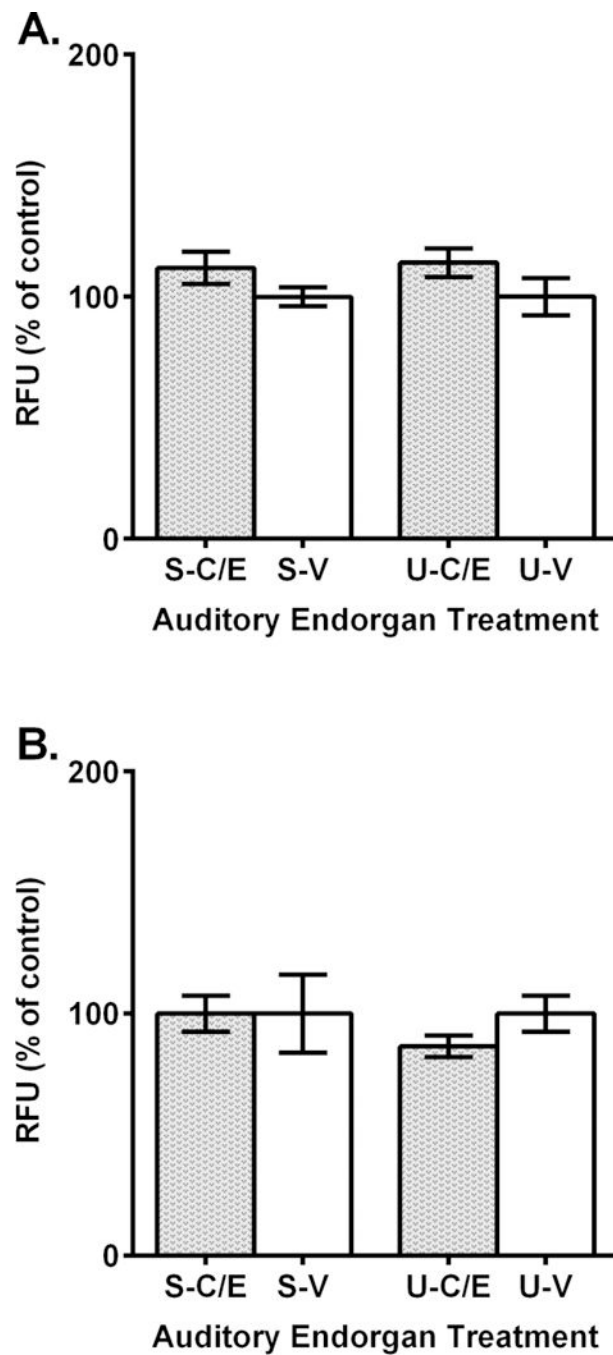 A.
200
100
0
RFU (% of control)
S-C/E S-V U-C/E U-V
Auditory Endorgan Treatment
B.
200
100
0
RFU (% of control)
S-C/E S-V U-C/E U-V
Auditory Endorgan Treatment